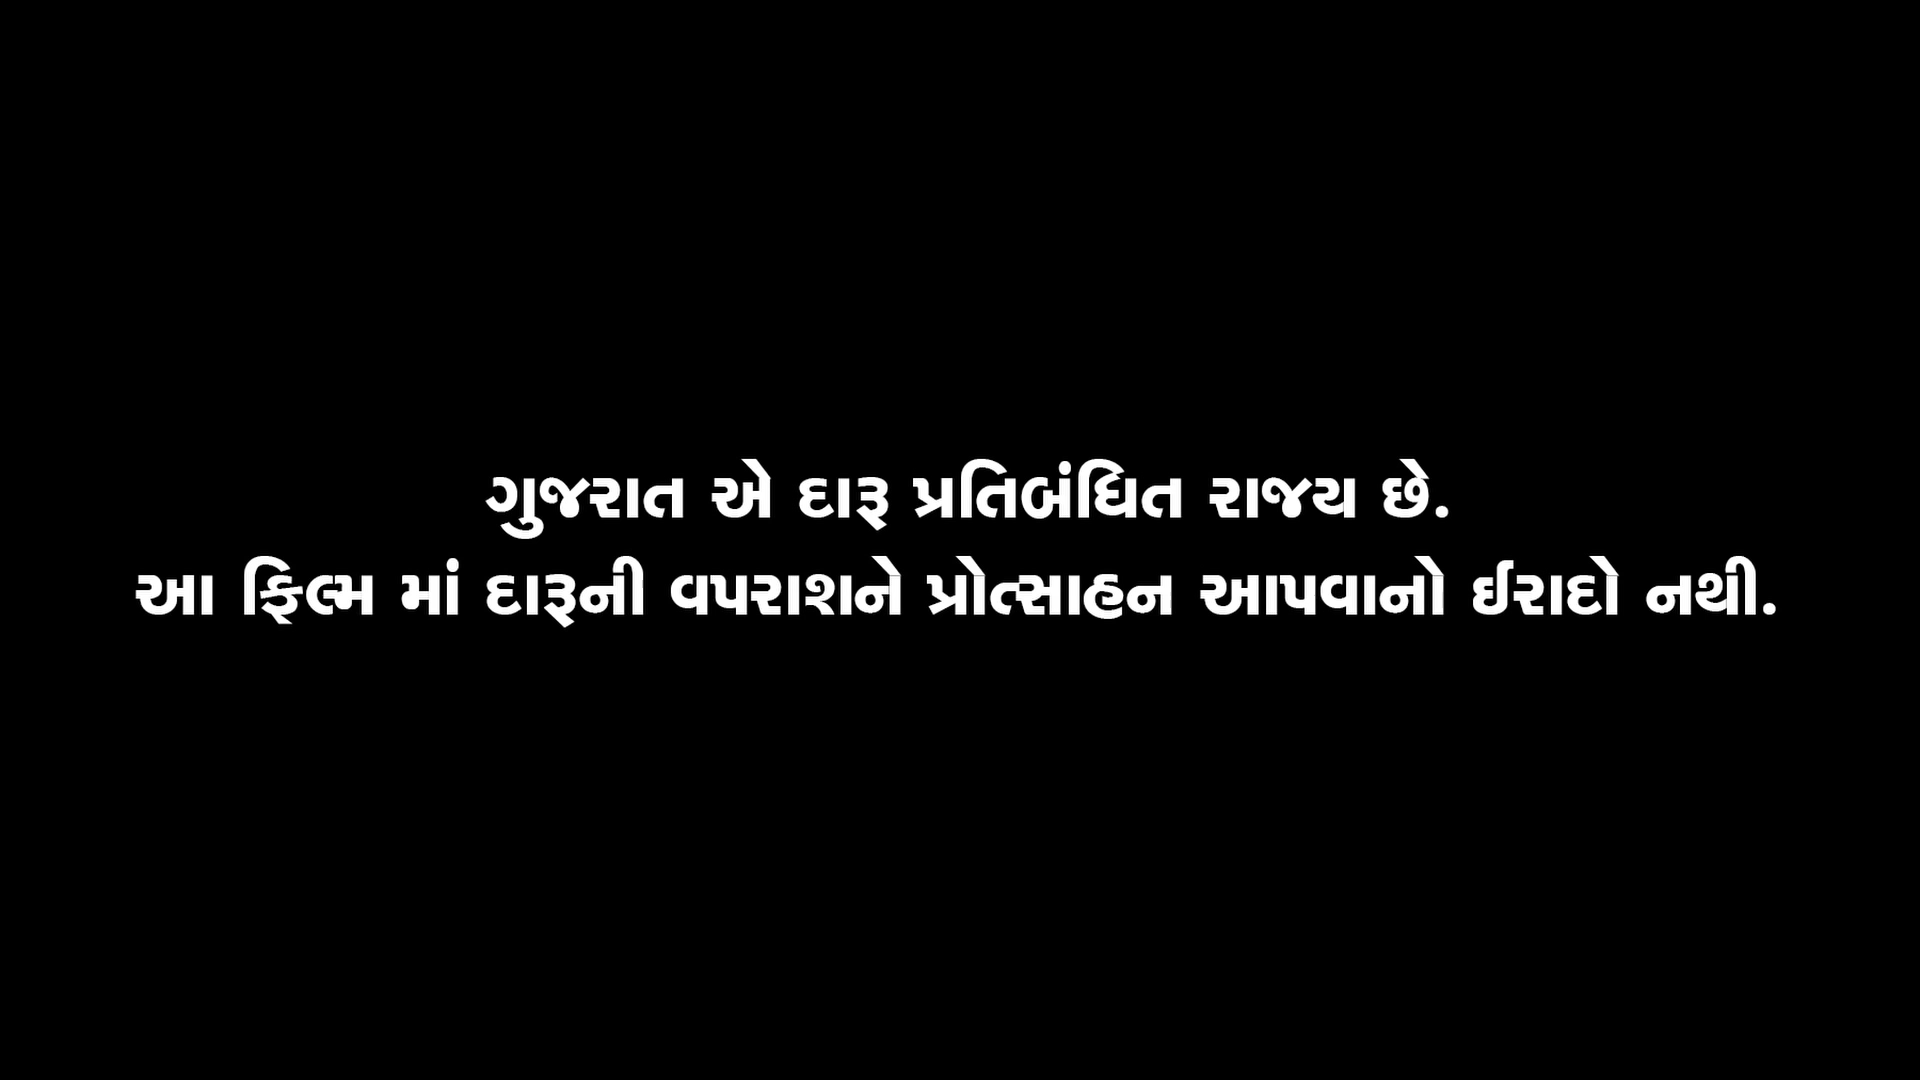 ગુજરાત એ દારૂ પ્રતિબંધિત રાજય છે.
આ ફિલ્મ માં દારૂની વપરાશને પ્રોત્સાહન આપવાનો ઈરાદો નથી.